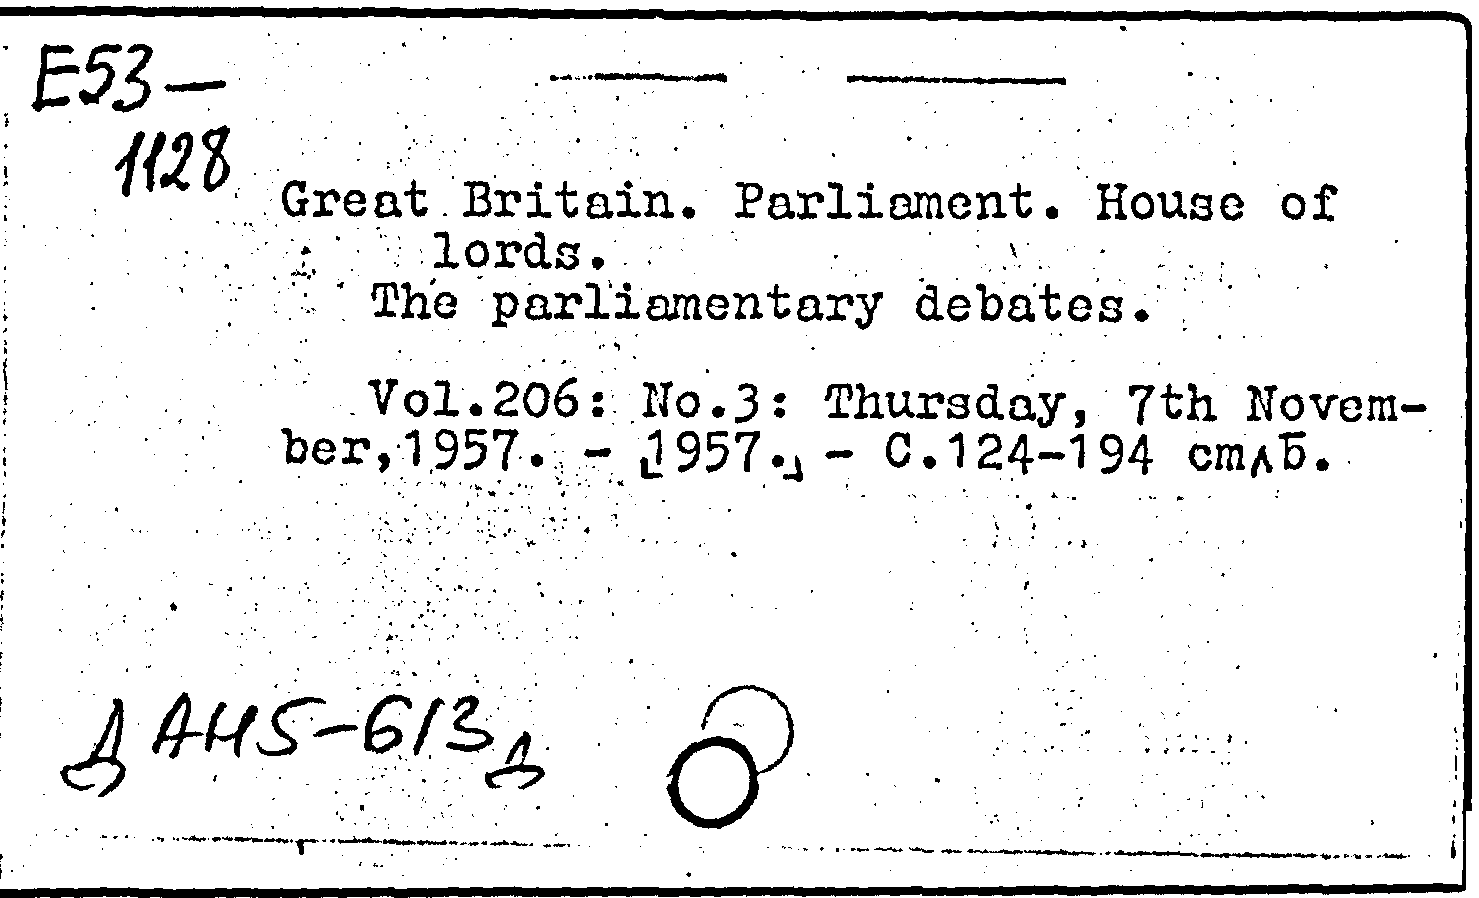 E53-
1128
Great Britain. Parliament. House of
lords.
The parliamentary debates.
Vol.206: No.3: Thursday, 7th Novem-
ber,1957. - [1957.] - C.124-194 стлб.
Д АН5-613 Д